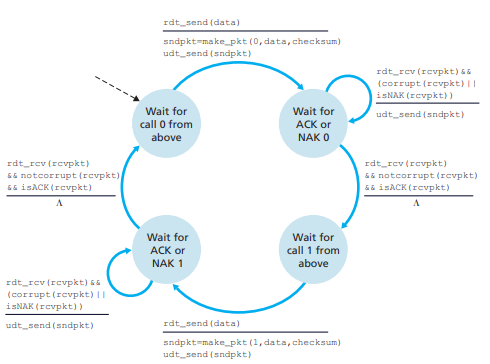 rdt_send(data)
sndpkt=make_pkt(0,data,checksum)
udt_send(sndpkt)
Wait for
call 0 from
above
Wait for
ACK or
NAK 0
rdt_rcv(rcvpkt)&&
(corrupt(rcvpkt)||
isNAK(rcvpkt))
udt_send(sndpkt)
rdt_rcv(rcvpkt)
&& notcorrupt(rcvpkt)
&& isACK(rcvpkt)
Λ
rdt_rcv(rcvpkt)
&& notcorrupt(rcvpkt)
&& isACK(rcvpkt)
Λ
Wait for
ACK or
NAK 1
Wait for
call 1 from
above
rdt_rcv(rcvpkt)&&
(corrupt(rcvpkt)||
isNAK(rcvpkt))
udt_send(sndpkt)
rdt_send(data)
sndpkt=make_pkt(1,data,checksum)
udt_send(sndpkt)